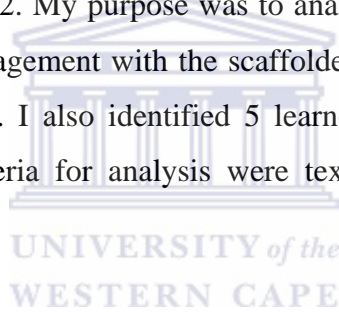 2. My purpose was to ana
agement with the scaffolde
. I also identified 5 learn
eria for analysis were tex
UNIVERSITY of the
WESTERN CAPE